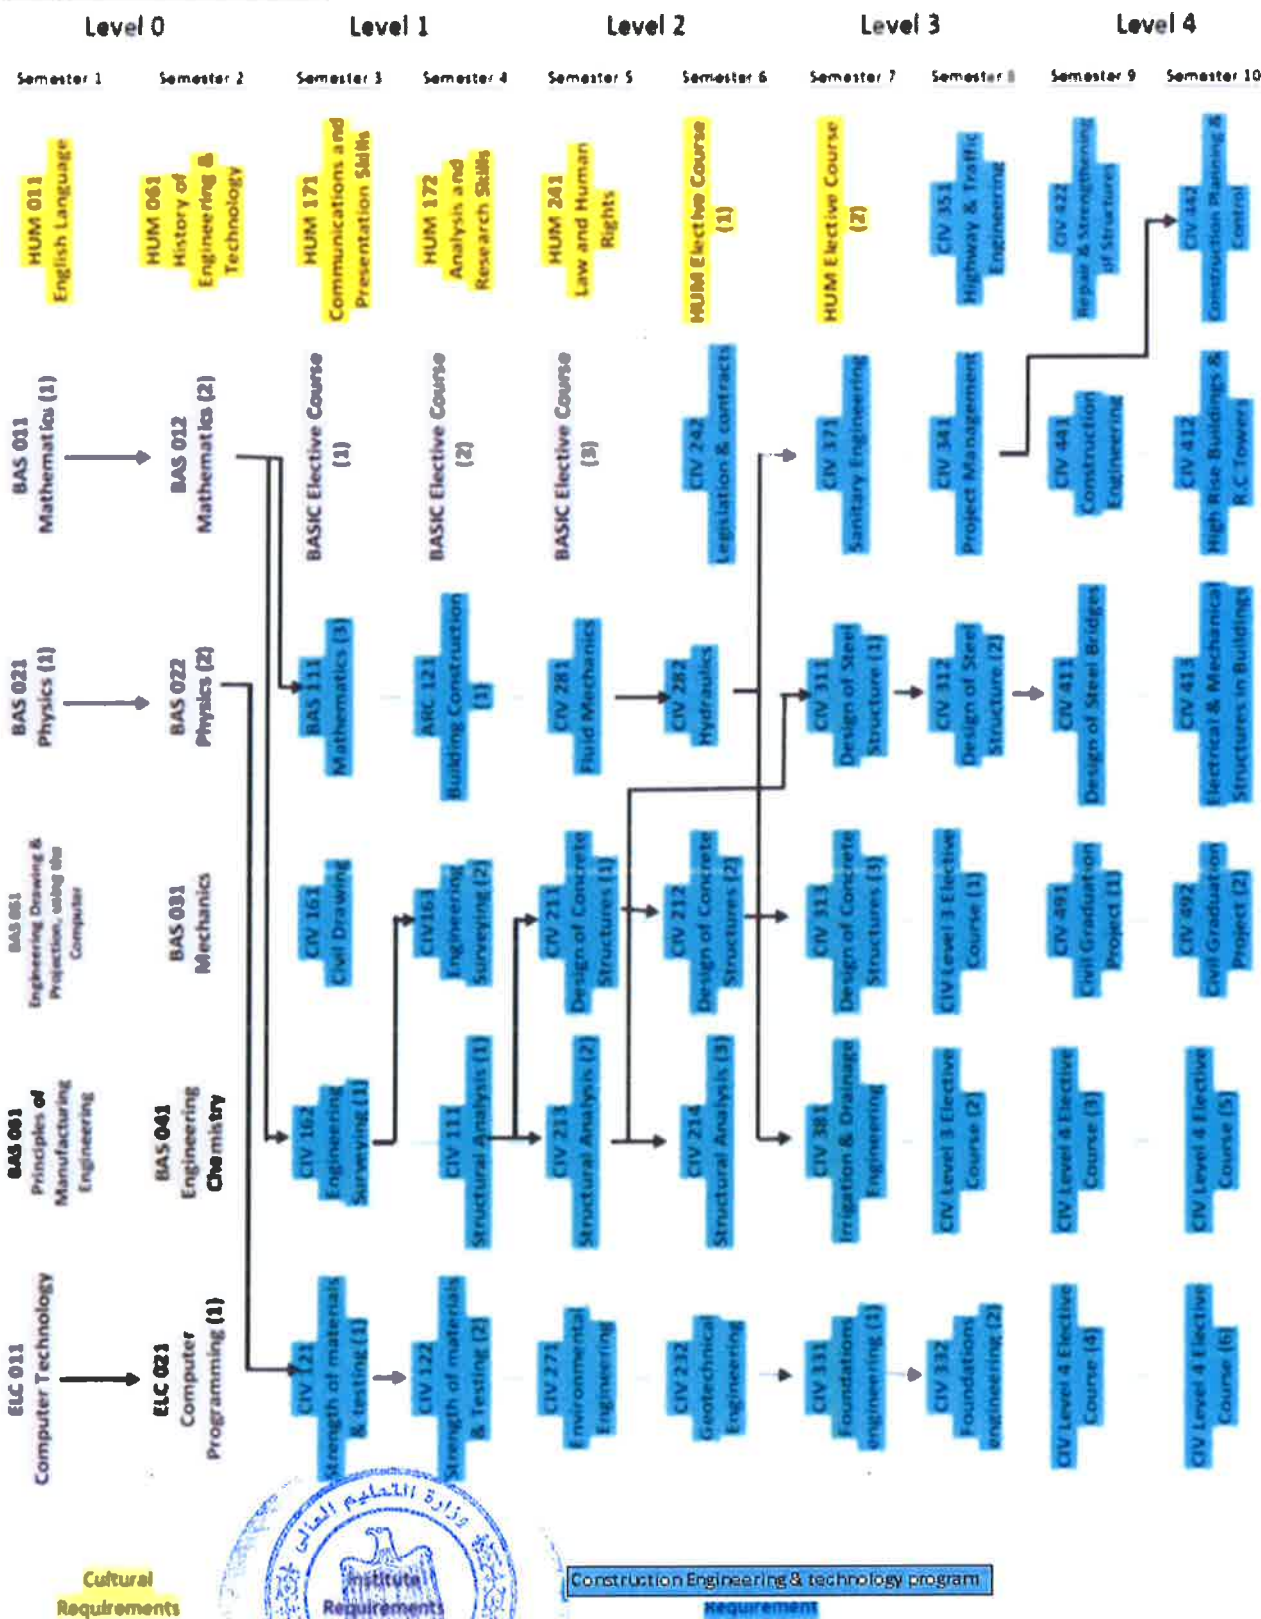 Level 0
Level 1
Level 2
Level 3
Level 4
Semester 1
Semester 2
Semester 3
Semester 4
Semester 5
Semester 6
Semester 7
Semester 8
Semester 9
Semester 10
HUM 011
English Language
HUM 061
History of
Engineering &
Technology
HUM 171
Communications and
Presentation Skills
HUM 172
Analysis and
Research Skills
HUM 241
Law and Human
Rights
HUM Elective Course
(1)
HUM Elective Course
(2)
CIV 351
Highway & Traffic
Engineering
CIV 422
Repair & Strengthening
of Structures
CIV 442
Construction Planning &
Control
BAS 011
Mathematics (1)
BAS 012
Mathematics (2)
BASIC Elective Course
(1)
BASIC Elective Course
(2)
BASIC Elective Course
(3)
CIV 242
Legislation & contracts
CIV 371
Sanitary Engineering
CIV 341
Project Management
CIV 441
Construction
Engineering
CIV 412
High Rise Buildings &
R.C Towers
BAS 021
Physics (1)
BAS 022
Physics (2)
BAS 111
Mathematics (3)
ARC 121
Building Construction
(1)
CIV 281
Fluid Mechanics
CIV 282
Hydraulics
CIV 311
Design of Steel
Structure (1)
CIV 312
Design of Steel
Structure (2)
CIV 411
Design of Steel Bridges
CIV 413
Electrical & Mechanical
Structures in Buildings
Engineering Drawing &
Projection, using the
Computer
BAS 031
Mechanics
CIV 161
Civil Drawing
CIV163
Engineering
Surveying (2)
CIV 211
Design of Concrete
Structures (1)
CIV 212
Design of Concrete
Structures (2)
CIV 313
Design of Concrete
Structures (3)
CIV Level 3 Elective
Course (1)
CIV 491
Civil Graduation
Project (1)
CIV 492
Civil Graduation
Project (2)
Principles of
Manufacturing
Engineering
BAS 041
Engineering
Chemistry
CIV 162
Engineering
Surveying (1)
CIV 111
Structural Analysis (1)
CIV 213
Structural Analysis (2)
CIV 214
Structural Analysis (3)
CIV 381
Irrigation & Drainage
Engineering
CIV Level 3 Elective
Course (2)
CIV Level 4 Elective
Course (3)
CIV Level 4 Elective
Course (5)
ELC 011
Computer Technology
ELC 021
Computer
Programming (1)
CIV 121
Strength of materials
& testing (1)
CIV 122
Strength of materials
& Testing (2)
CIV 271
Environmental
Engineering
CIV 232
Geotechnical
Engineering
CIV 331
Foundation
engineering (1)
CIV 332
Foundation
engineering (2)
CIV Level 4 Elective
Course (4)
CIV Level 4 Elective
Course (6)
وزارة التعليم العالى
Cultural
Requirements
Institute
Requirements
Construction Engineering & technology program
Requirement